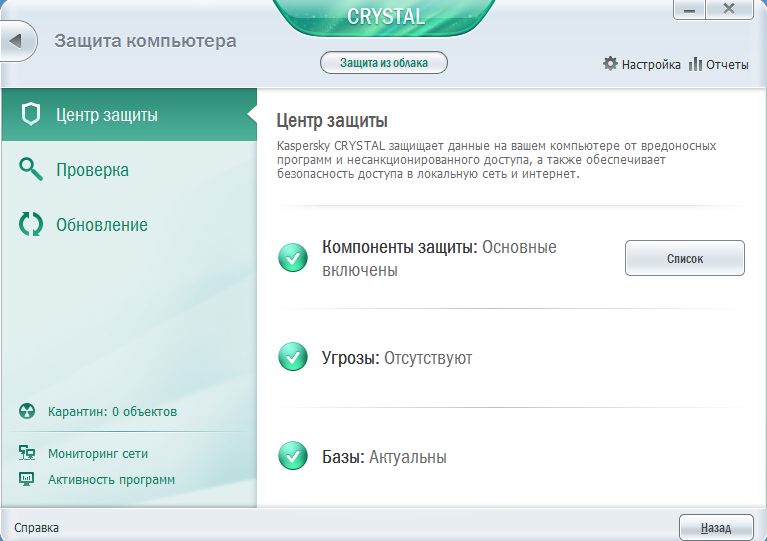 CRYSTAL
Защита компьютера
Защита из облака
Настройка
Отчеты
Центр защиты
Проверка
Обновление
Карантин: 0 объектов
Мониторинг сети
Активность программ
Центр защиты
Kaspersky CRYSTAL защищает данные на вашем компьютере от вредоносных
программ и несанкционированного доступа, а также обеспечивает
безопасность доступа в локальную сеть и интернет.
Компоненты защиты: Основные
включены
Список
Угрозы: Отсутствуют
Базы: Актуальны
Справка
Назад